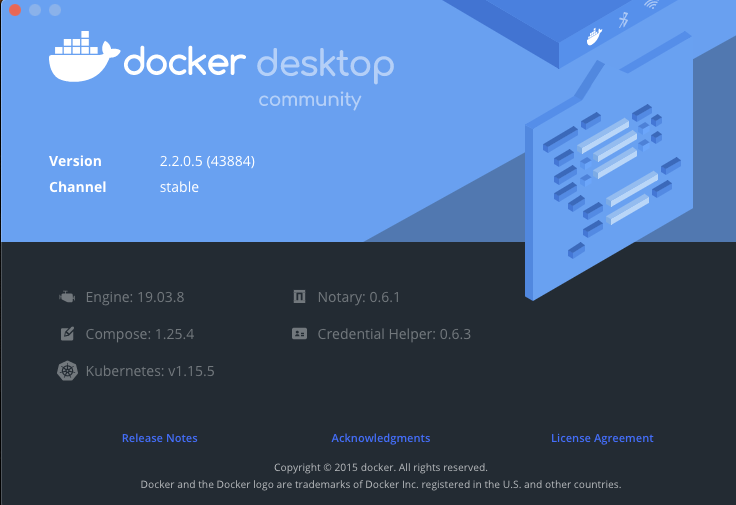 docker desktop
community
Version 2.2.0.5 (43884)
Channel stable
Engine: 19.03.8 Notary: 0.6.1
Compose: 1.25.4 Credential Helper: 0.6.3
Kubernetes: v1.15.5
Release Notes Acknowledgments License Agreement
Copyright © 2015 docker. All rights reserved.
Docker and the Docker logo are trademarks of Docker Inc. registered in the U.S. and other countries.